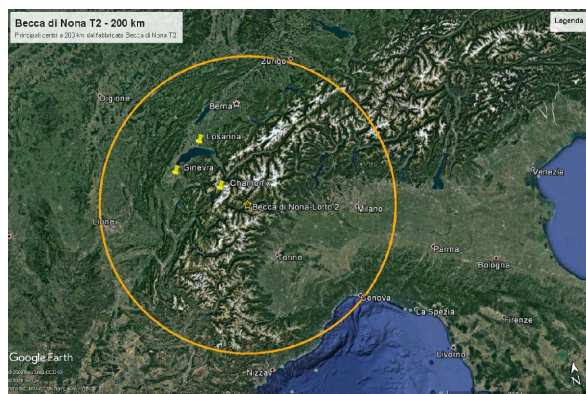 Becca di Nona T2 - 200 km
Principali centri a 200 km dal fabbricato Becca di Nona T2
Legenda
Zurigo
Digione
Berna
Losanna
Ginevra
Chamonix
Venezia
Becca di Nona-Lotto 2
Milano
Lione
Torino
Parma
Bologna
Genova
La Spezia
Firenze
Livorno
Nizza
Google Earth
N